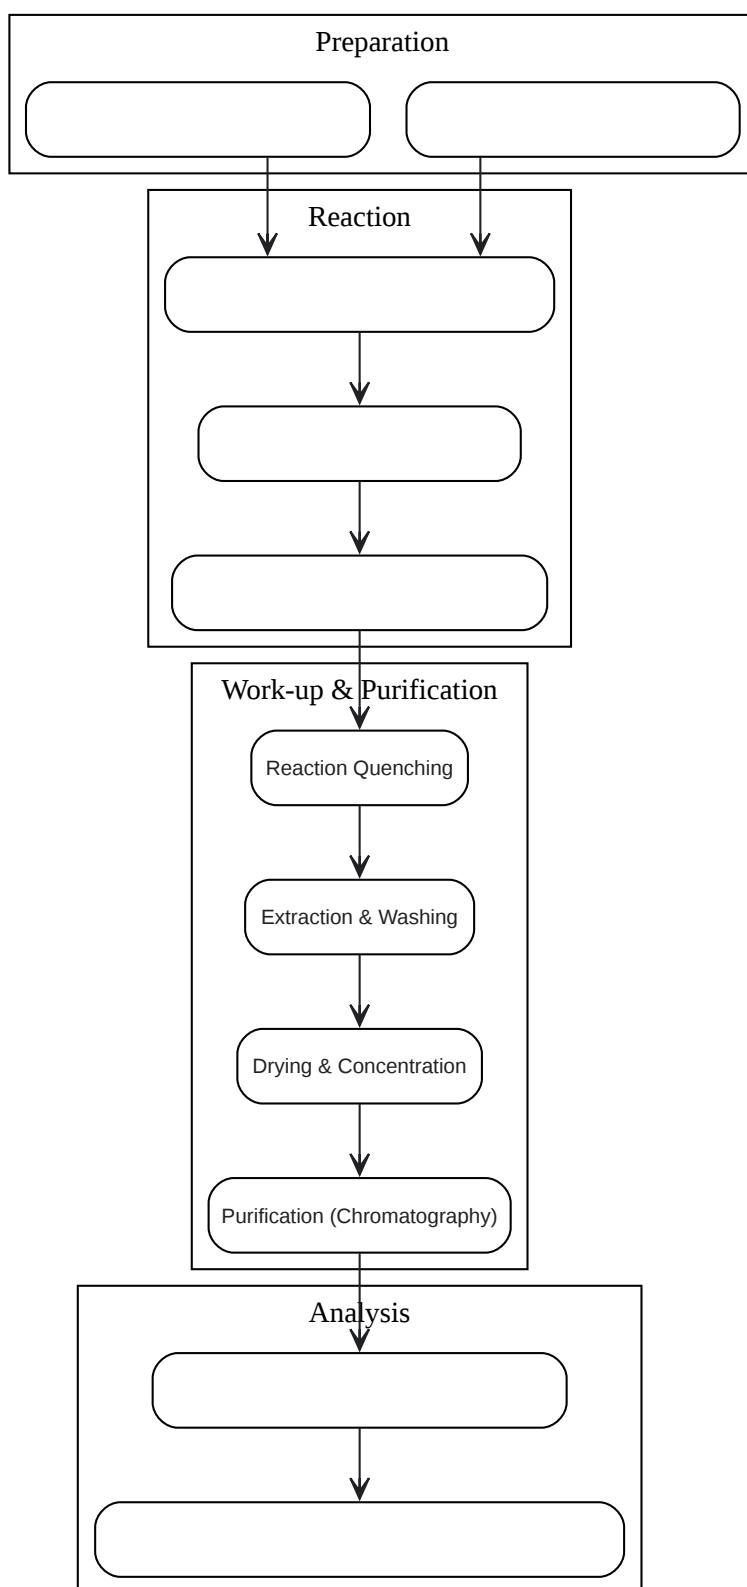 Preparation
Reaction
Work-up & Purification
Reaction Quenching
Extraction & Washing
Drying & Concentration
Purification (Chromatography)
Analysis